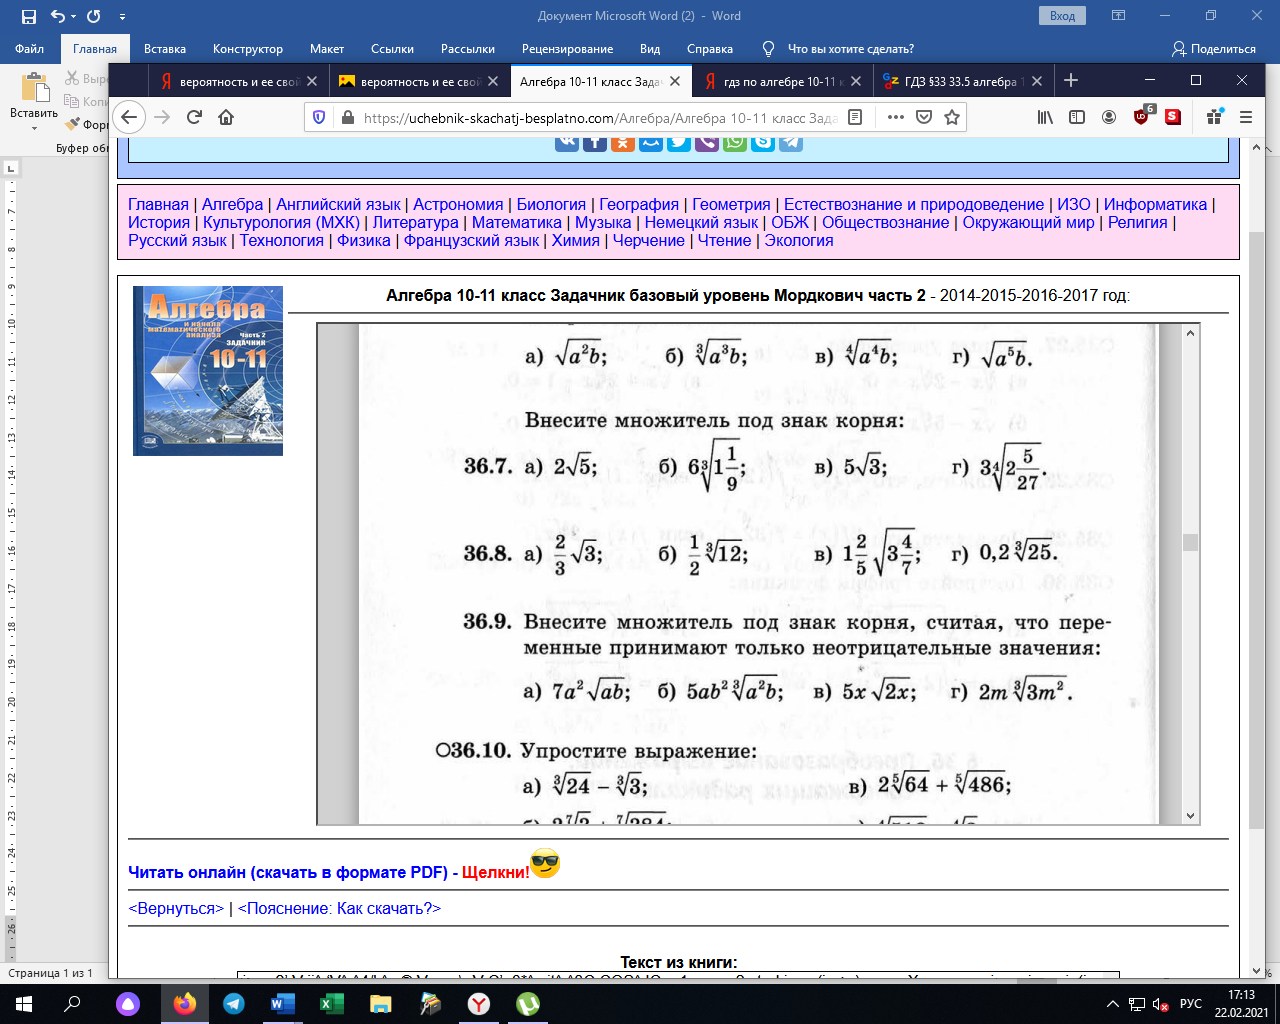 Документ Microsoft Word (2) - Word
Вход
Файл Главная Вставка Конструктор Макет Ссылки Рассылки Рецензирование Вид Справка Что вы хотите сделать? Поделиться
Вставить
Буфер об
вероятность и ее свой
вероятность и ее свой
Алгебра 10-11 класс Зада
гдз по алгебре 10-11 к
ГДЗ §33 33.5 алгебра 1
https://uchebnik-skachatj-besplatno.com/Алгебра/Алгебра 10-11 класс Зада
6
Главная | Алгебра | Английский язык | Астрономия | Биология | География | Геометрия | Естествознание и природоведение | ИЗО | Информатика |
История | Культурология (МХК) | Литература | Математика | Музыка | Немецкий язык | ОБЖ | Обществознание | Окружающий мир | Религия |
Русский язык | Технология | Физика | Французский язык | Химия | Черчение | Чтение | Экология
Алгебра
и начала
математического
анализа
Часть 2
ЗАДАЧНИК
10-11
Алгебра 10-11 класс Задачник базовый уровень Мордкович часть 2 - 2014-2015-2016-2017 год:
а) √(a²b); б) ∛(a³b); в) ∜(a⁴b); г) √(a⁵b).
Внесите множитель под знак корня:
36.7. а) 2√5; б) 6∛(1 1/9); в) 5√3; г) 3∜(2 5/27).
36.8. а) 2/3 √3; б) 1/2 ∛12; в) 1 2/5 √(3 4/7); г) 0,2 ∛25.
36.9. Внесите множитель под знак корня, считая, что пере-
менные принимают только неотрицательные значения:
а) 7a²√(ab); б) 5ab²∛(a²b); в) 5x√(2x); г) 2m∛(3m²).
О36.10. Упростите выражение:
а) ∛24 − ∛3; в) 2⁵√64 + ⁵√486;
Читать онлайн (скачать в формате PDF) - Щелкни!
<Вернуться> | <Пояснение: Как скачать?>
Текст из книги:
Страница 1 из 1
РУС
17:13
22.02.2021